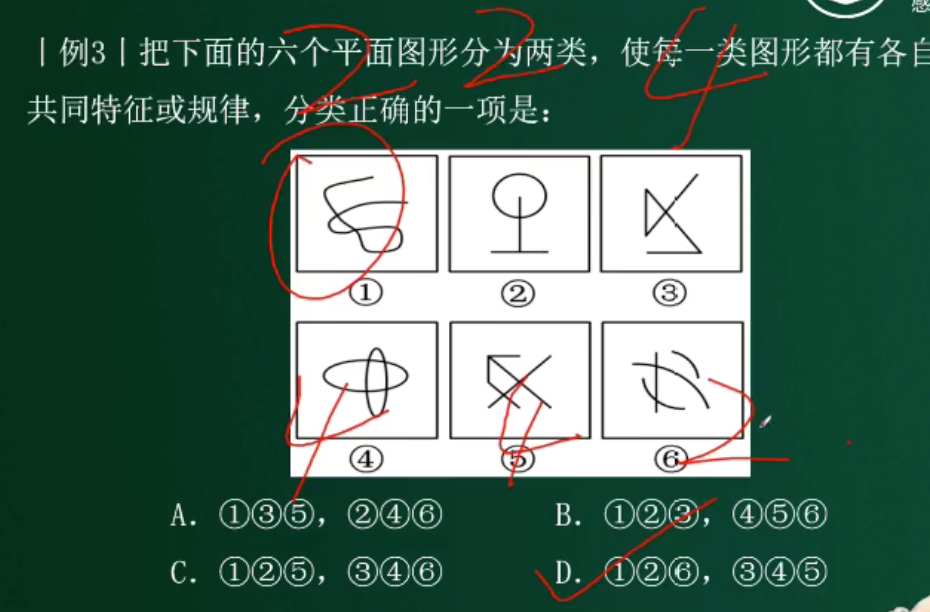 2 2 4
|例3|把下面的六个平面图形分为两类，使每一类图形都有各自
共同特征或规律，分类正确的一项是：
① ② ③
4 4 2
④ ⑤ ⑥
A. ①③⑤，②④⑥ B. ①②③，④⑤⑥
C. ①②⑤，③④⑥ D. ①②⑥，③④⑤